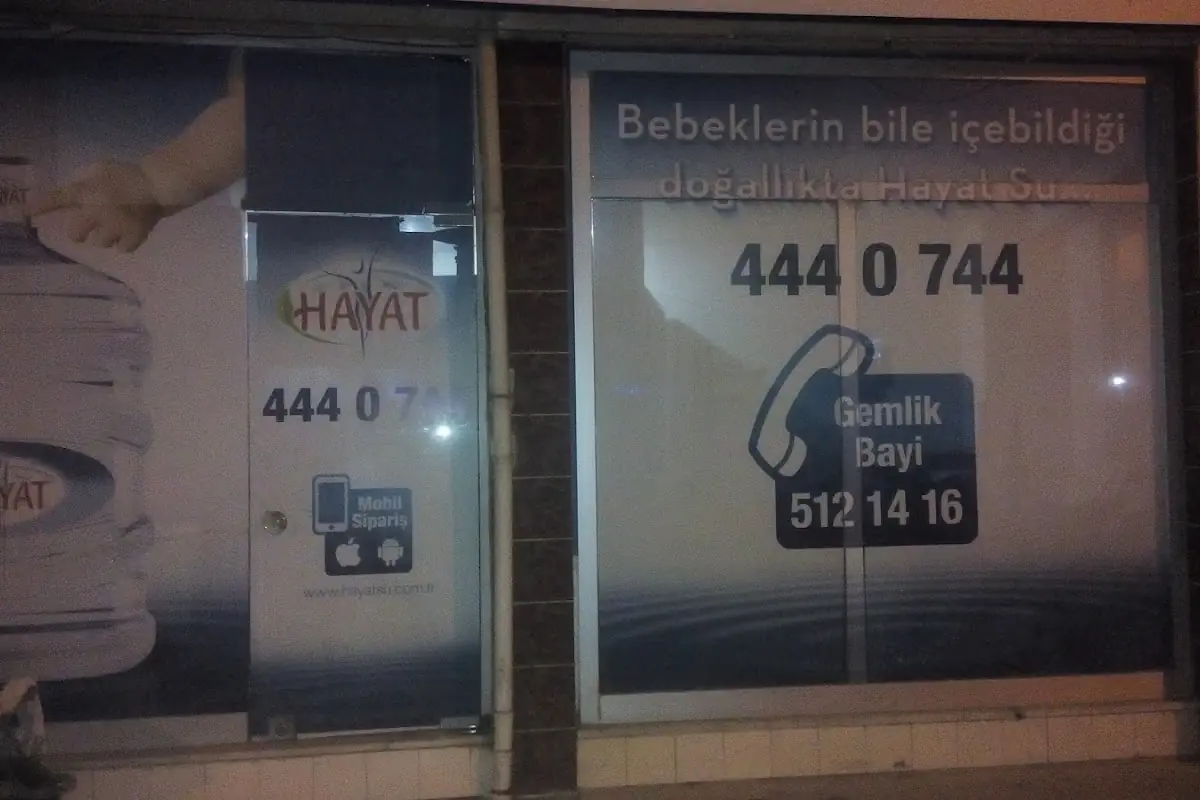 HAYAT
444 0 7
Mobil
Sipariş
www.hayatsu.com.tr
YAT
Bebeklerin bile içebildiği
doğallıkta Hayat Su...
444 0 744
Gemlik
Bayi
512 14 16